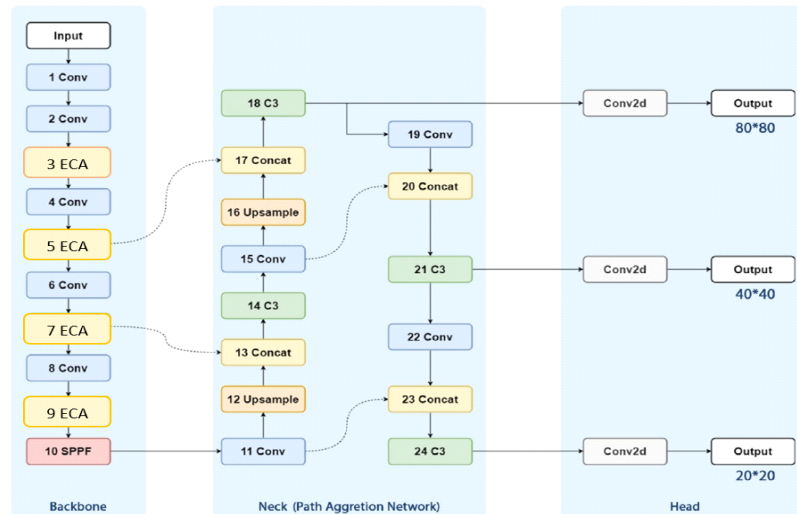 Input
1 Conv
2 Conv
3 ECA
4 Conv
5 ECA
6 Conv
7 ECA
8 Conv
9 ECA
10 SPPF
Backbone
18 C3
17 Concat
16 Upsample
15 Conv
14 C3
13 Concat
12 Upsample
11 Conv
19 Conv
20 Concat
21 C3
22 Conv
23 Concat
24 C3
Neck (Path Aggretion Network)
Conv2d
Output
80*80
Conv2d
Output
40*40
Conv2d
Output
20*20
Head